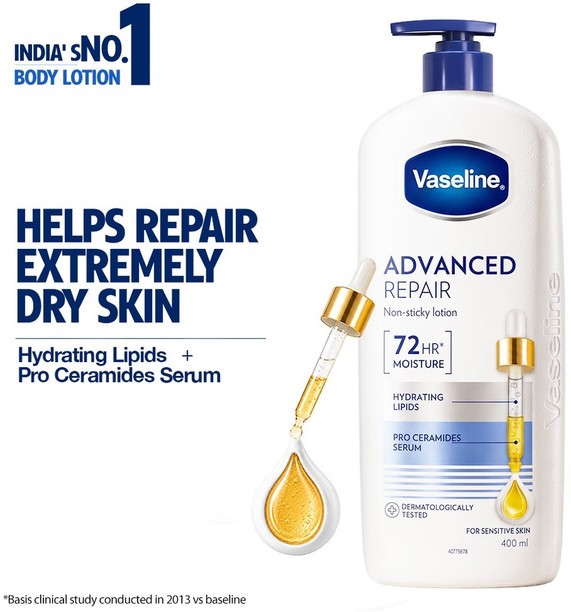 INDIA'SNO.1
BODY LOTION
HELPS REPAIR
EXTREMELY
DRY SKIN
Hydrating Lipids +
Pro Ceramides Serum
*Basis clinical study conducted in 2013 vs baseline
Vaseline®
ADVANCED
REPAIR
Non-sticky lotion
72HR*
MOISTURE
HYDRATING
LIPIDS
PRO CERAMIDES
SERUM
DERMATOLOGICALLY
TESTED
FOR SENSITIVE SKIN
400 ml
40775678
Vaseline